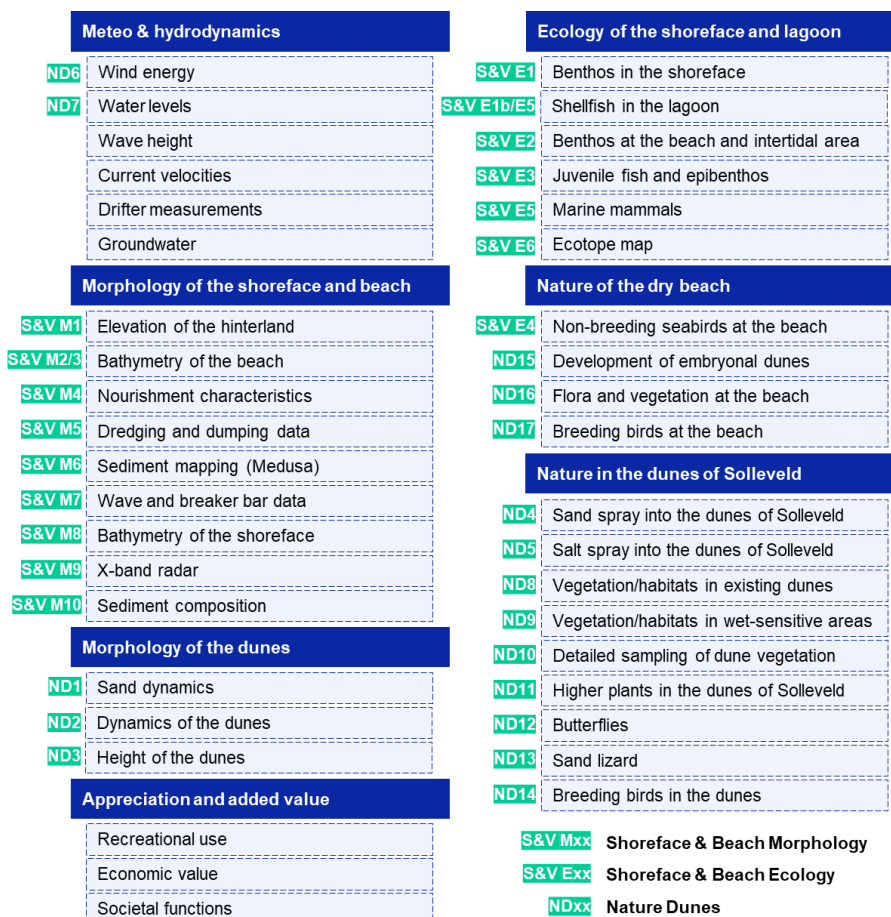 Meteo & hydrodynamics
ND6 Wind energy
ND7 Water levels
Wave height
Current velocities
Drifter measurements
Groundwater
Morphology of the shoreface and beach
S&V M1 Elevation of the hinterland
S&V M2/3 Bathymetry of the beach
S&V M4 Nourishment characteristics
S&V M5 Dredging and dumping data
S&V M6 Sediment mapping (Medusa)
S&V M7 Wave and breaker bar data
S&V M8 Bathymetry of the shoreface
S&V M9 X-band radar
S&V M10 Sediment composition
Morphology of the dunes
ND1 Sand dynamics
ND2 Dynamics of the dunes
ND3 Height of the dunes
Appreciation and added value
Recreational use
Economic value
Societal functions
Ecology of the shoreface and lagoon
S&V E1 Benthos in the shoreface
S&V E1b/E5 Shellfish in the lagoon
S&V E2 Benthos at the beach and intertidal area
S&V E3 Juvenile fish and epibenthos
S&V E5 Marine mammals
S&V E6 Ecotope map
Nature of the dry beach
S&V E4 Non-breeding seabirds at the beach
ND15 Development of embryonal dunes
ND16 Flora and vegetation at the beach
ND17 Breeding birds at the beach
Nature in the dunes of Solleveld
ND4 Sand spray into the dunes of Solleveld
ND5 Salt spray into the dunes of Solleveld
ND8 Vegetation/habitats in existing dunes
ND9 Vegetation/habitats in wet-sensitive areas
ND10 Detailed sampling of dune vegetation
ND11 Higher plants in the dunes of Solleveld
ND12 Butterflies
ND13 Sand lizard
ND14 Breeding birds in the dunes
S&V Mxx Shoreface & Beach Morphology
S&V Exx Shoreface & Beach Ecology
NDxx Nature Dunes